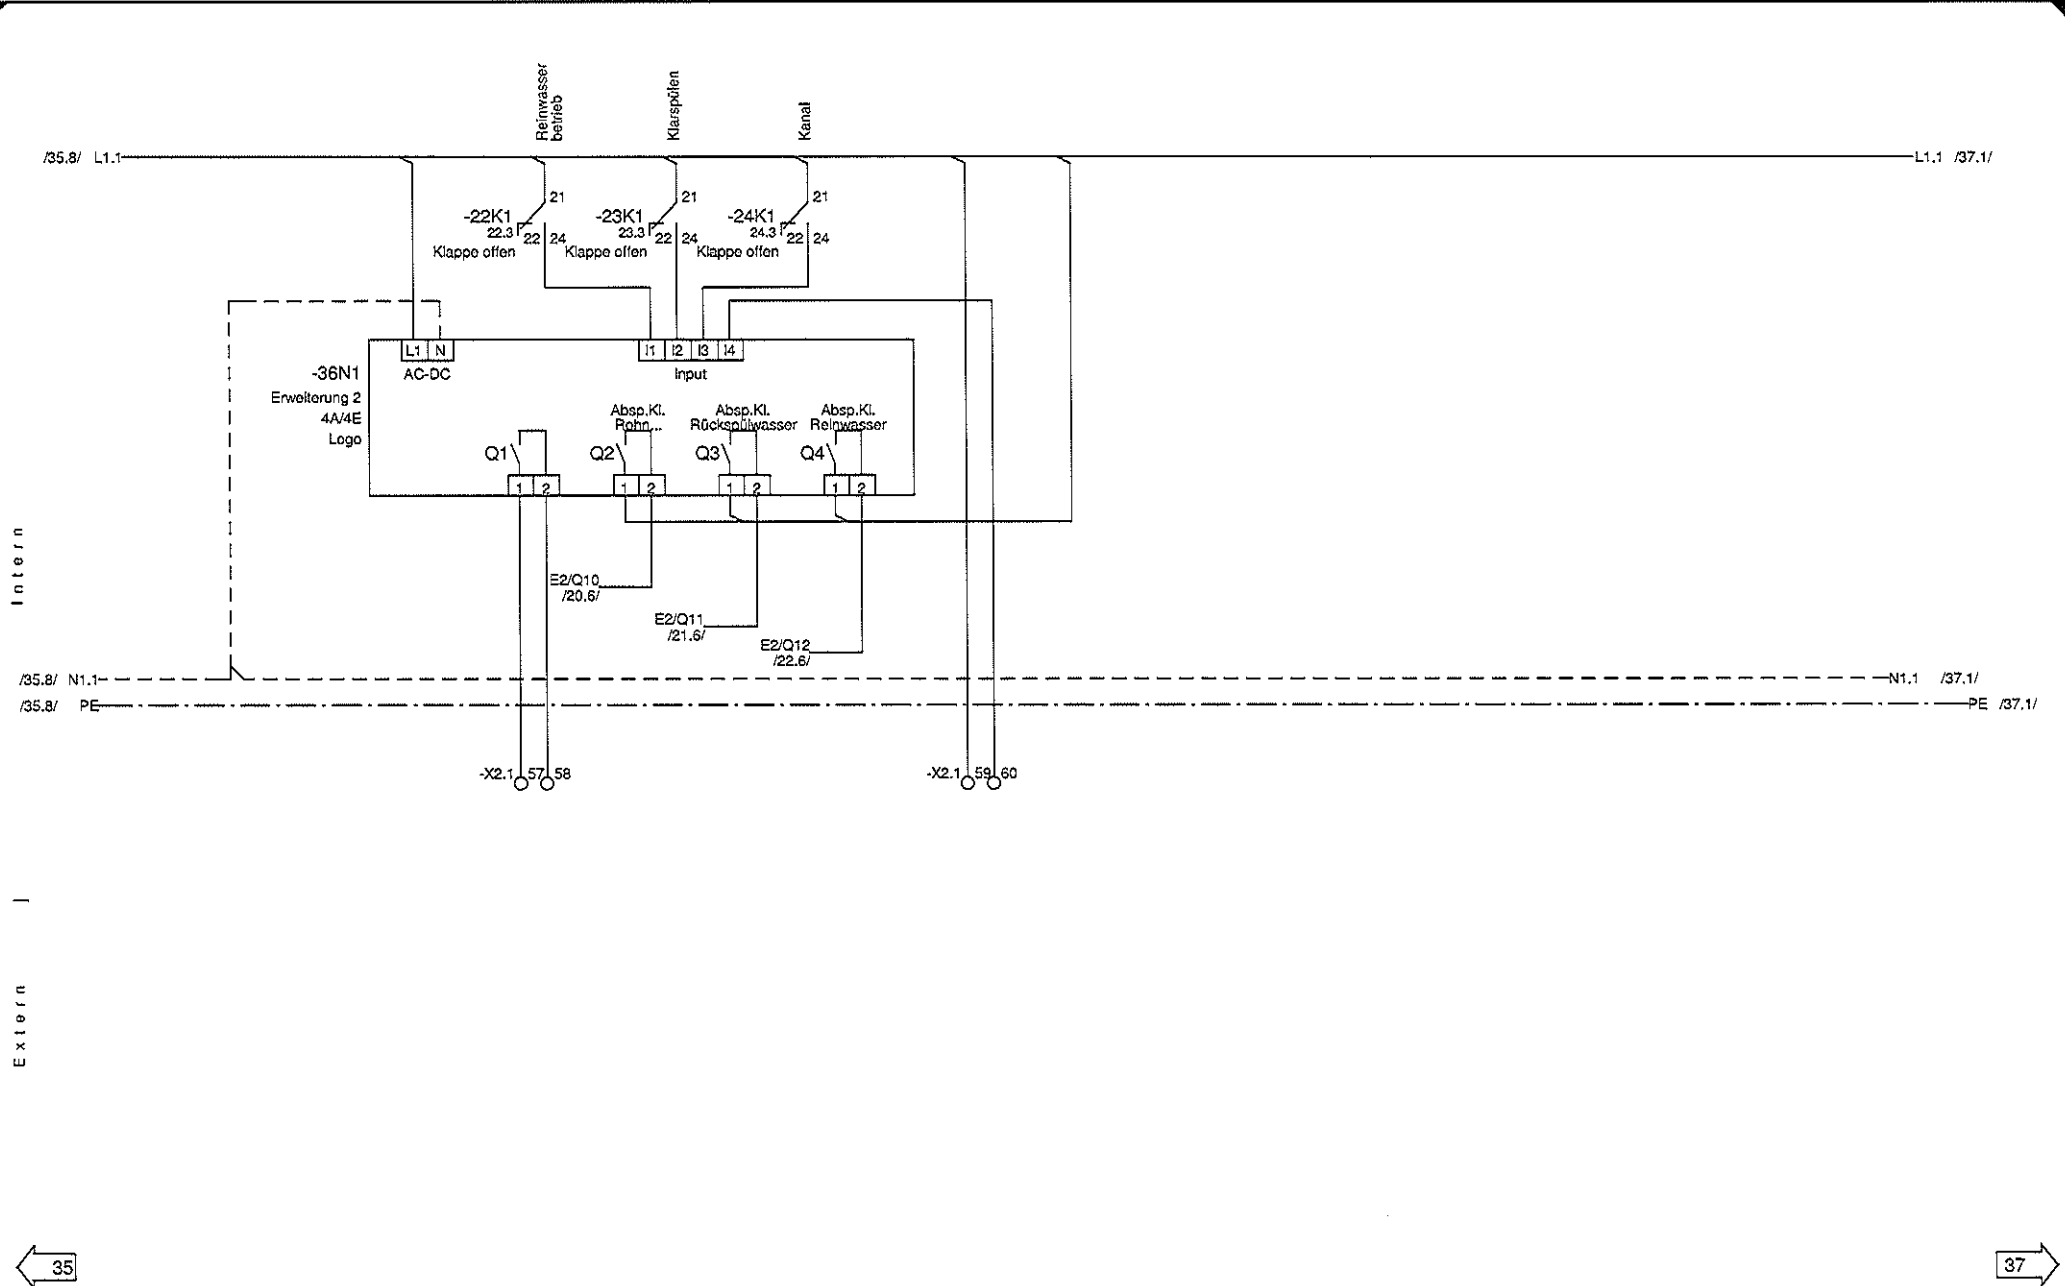 Reinwasser
betrieb
Klarspülen
Kanal
/35.8/ L1.1
L1.1 /37.1/
21
21
21
-22K1
-23K1
-24K1
22.3
22 24
23.3
22 24
24.3
22 24
Klappe offen
Klappe offen
Klappe offen
L1 N
I1 I2 I3 I4
-36N1
AC-DC
Input
Erweiterung 2
4A/4E
Logo
Absp.Kl.
Rohn...
Absp.Kl.
Rückspülwasser
Absp.Kl.
Reinwasser
Q1
Q2
Q3
Q4
1 2
1 2
1 2
1 2
Intern
E2/Q10
/20.6/
E2/Q11
/21.6/
E2/Q12
/22.6/
/35.8/ N1.1
N1.1 /37.1/
/35.8/ PE
PE /37.1/
-X2.1 57 58
-X2.1 59 60
Extern
35
37